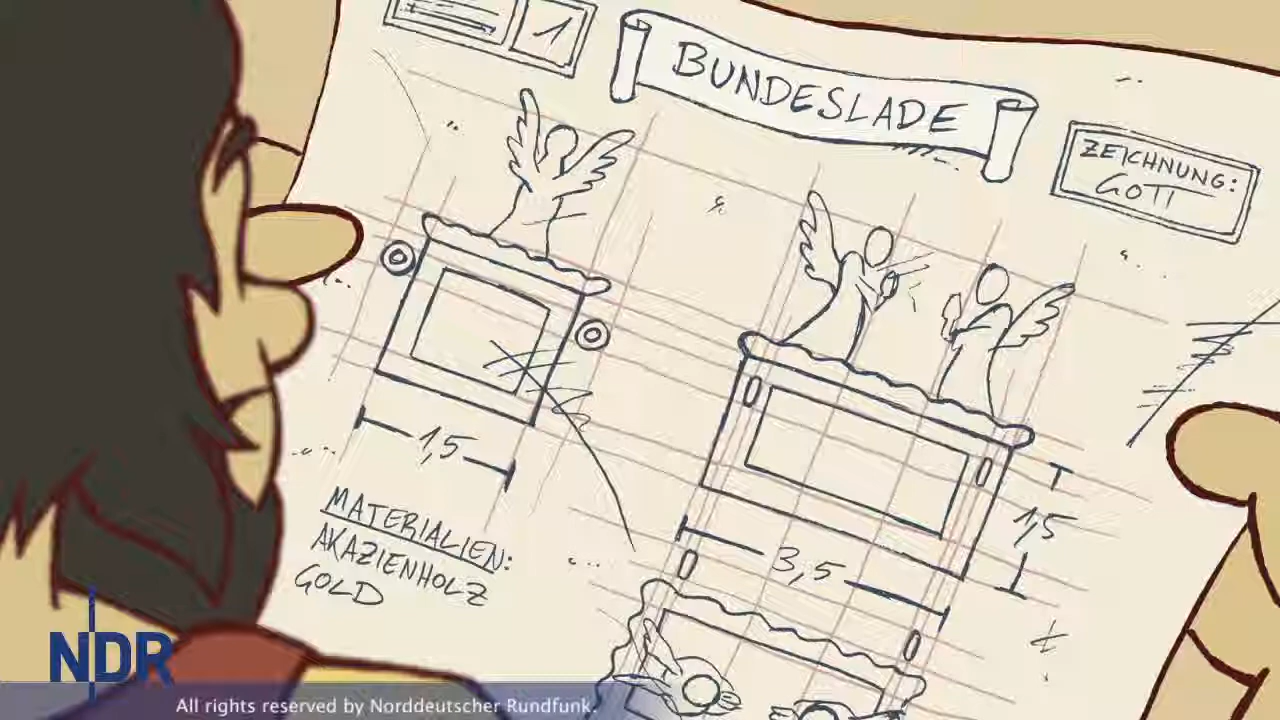 1
BUNDESLADE
ZEICHNUNG:
GOTT
1,5
1,5
3,5
MATERIALIEN:
AKAZIENHOLZ
GOLD
NDR
All rights reserved by Norddeutscher Rundfunk.